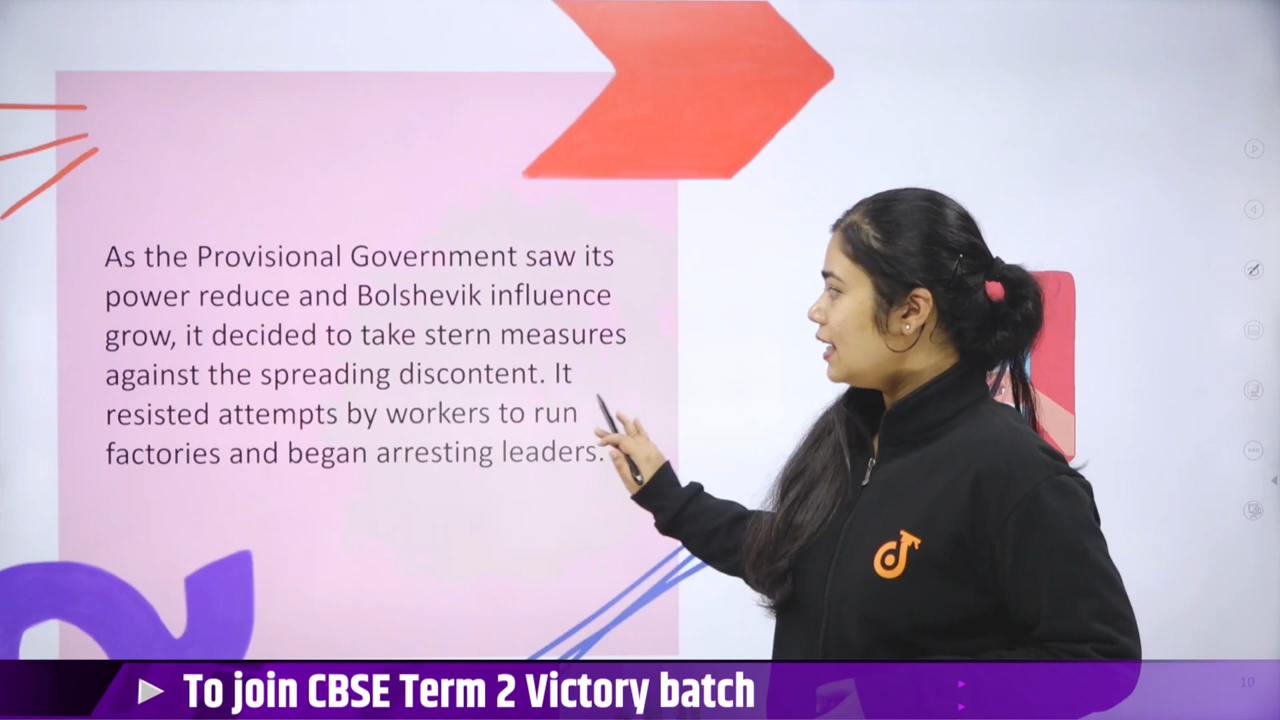 As the Provisional Government saw its
power reduce and Bolshevik influence
grow, it decided to take stern measures
against the spreading discontent. It
resisted attempts by workers to run
factories and began arresting leaders.
To join CBSE Term 2 Victory batch
10